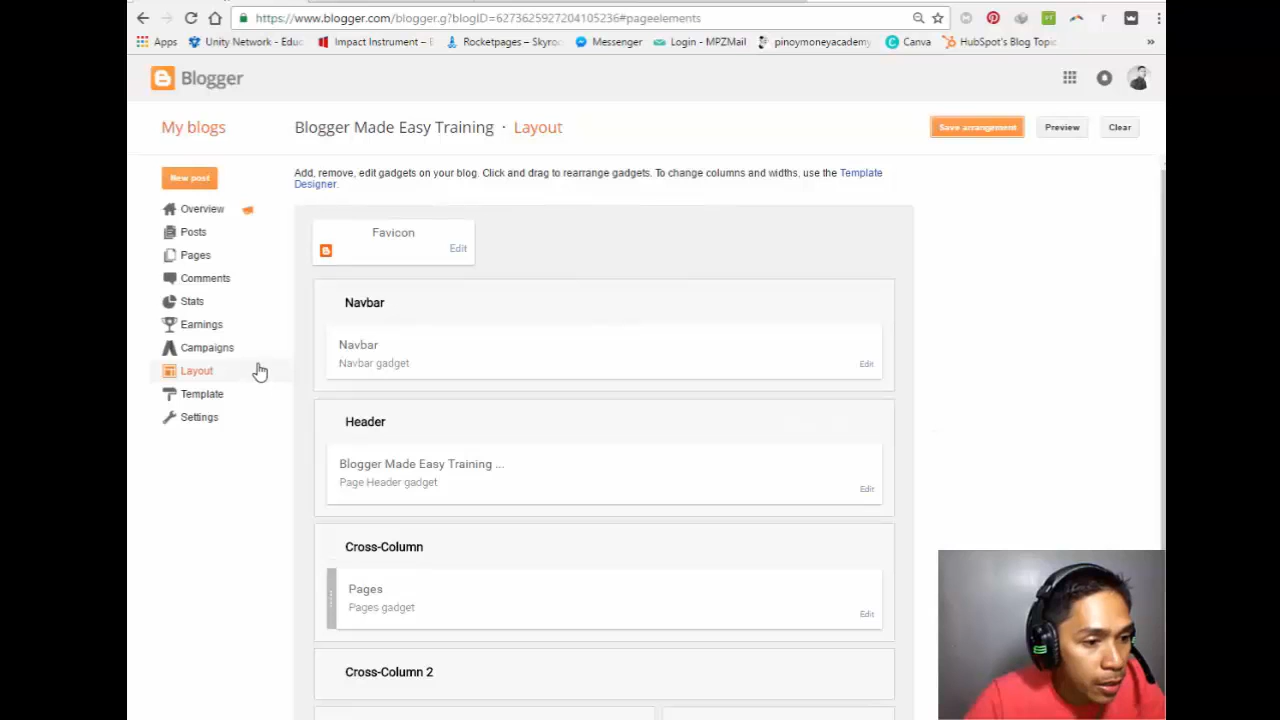 https://www.blogger.com/blogger.g?blogID=6273625927204105236#pageelements
Apps
Unity Network - Educ
Impact Instrument – E
Rocketpages – Skyroc
Messenger
Login - MPZMail
pinoymoneyacademy
Canva
HubSpot's Blog Topic
»
Blogger
My blogs
Blogger Made Easy Training · Layout
Save arrangement
Preview
Clear
New post
Overview
Posts
Pages
Comments
Stats
Earnings
Campaigns
Layout
Template
Settings
Add, remove, edit gadgets on your blog. Click and drag to rearrange gadgets. To change columns and widths, use the Template
Designer.
Favicon
Edit
Navbar
Navbar
Navbar gadget
Edit
Header
Blogger Made Easy Training ...
Page Header gadget
Edit
Cross-Column
Pages
Pages gadget
Edit
Cross-Column 2